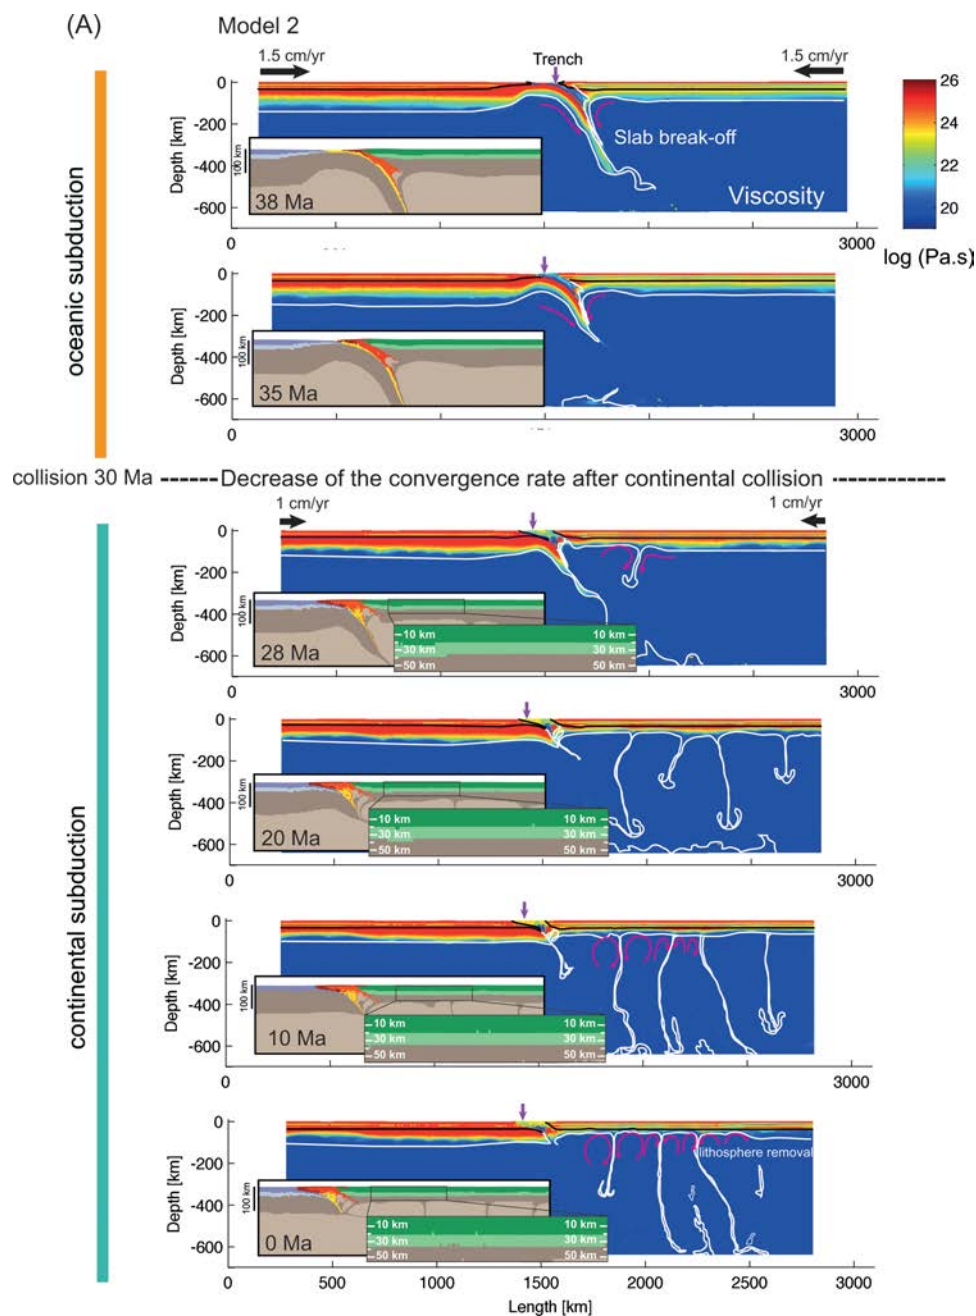 (A)
Model 2
1.5 cm/yr
Trench
1.5 cm/yr
0
-200
-400
-600
Depth [km]
Slab break-off
Viscosity
100 km
38 Ma
0
3000
26
24
22
20
log (Pa.s)
oceanic subduction
0
-200
-400
-600
Depth [km]
100 km
35 Ma
0
3000
collision 30 Ma
Decrease of the convergence rate after continental collision
1 cm/yr
1 cm/yr
0
-200
-400
-600
Depth [km]
100 km
28 Ma
10 km 10 km
30 km 30 km
50 km 50 km
0
3000
continental subduction
0
-200
-400
-600
Depth [km]
100 km
20 Ma
10 km 10 km
30 km 30 km
50 km 50 km
0
3000
0
-200
-400
-600
Depth [km]
100 km
10 Ma
10 km 10 km
30 km 30 km
50 km 50 km
0
3000
0
-200
-400
-600
Depth [km]
lithosphere removal
100 km
0 Ma
10 km 10 km
30 km 30 km
50 km 50 km
0 500 1000 1500 2000 2500 3000
Length [km]